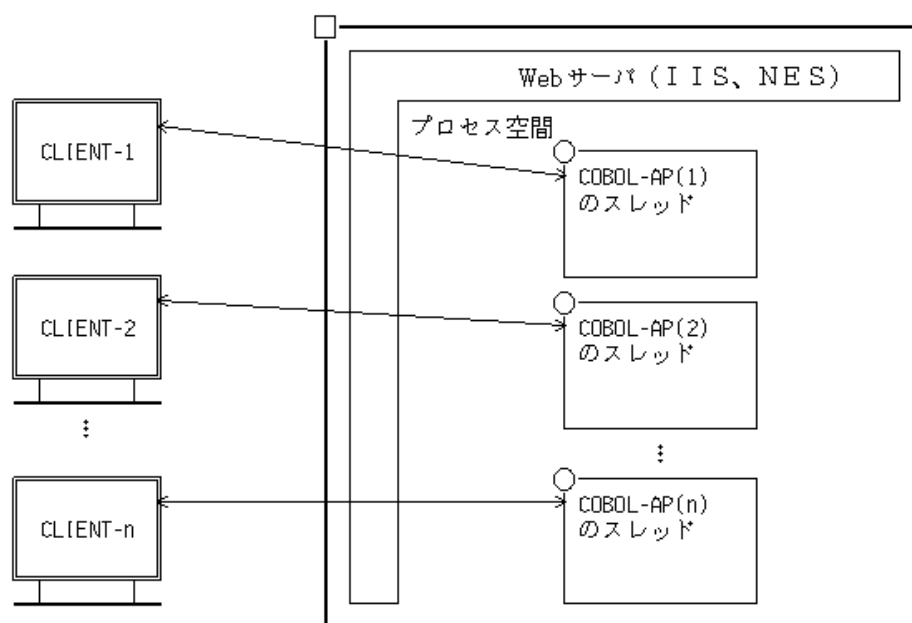 Webサーバ（ＩＩＳ、ＮＥＳ）
プロセス空間
CLIENT-1
COBOL-AP(1)
のスレッド
CLIENT-2
COBOL-AP(2)
のスレッド
CLIENT-n
COBOL-AP(n)
のスレッド